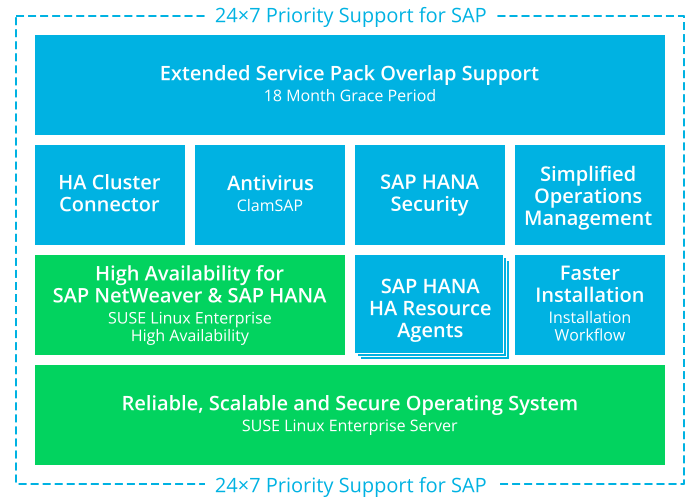 24×7 Priority Support for SAP
Extended Service Pack Overlap Support
18 Month Grace Period
HA Cluster
Connector
Antivirus
ClamSAP
SAP HANA
Security
Simplified
Operations
Management
High Availability for
SAP NetWeaver & SAP HANA
SUSE Linux Enterprise
High Availability
SAP HANA
HA Resource
Agents
Faster
Installation
Installation
Workflow
Reliable, Scalable and Secure Operating System
SUSE Linux Enterprise Server
24×7 Priority Support for SAP